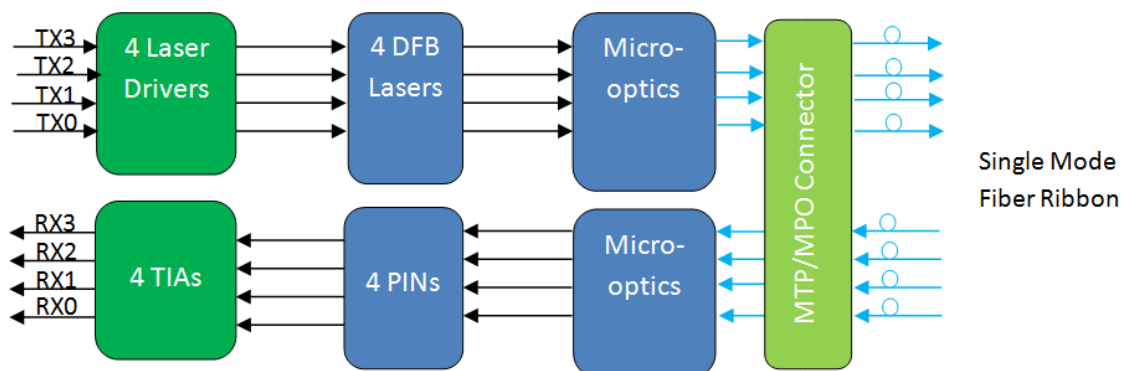 TX3
TX2
TX1
TX0
4 Laser
Drivers
4 DFB
Lasers
Micro-
optics
MTP/MPO Connector
Single Mode
Fiber Ribbon
RX3
RX2
RX1
RX0
4 TIAs
4 PINs
Micro-
optics